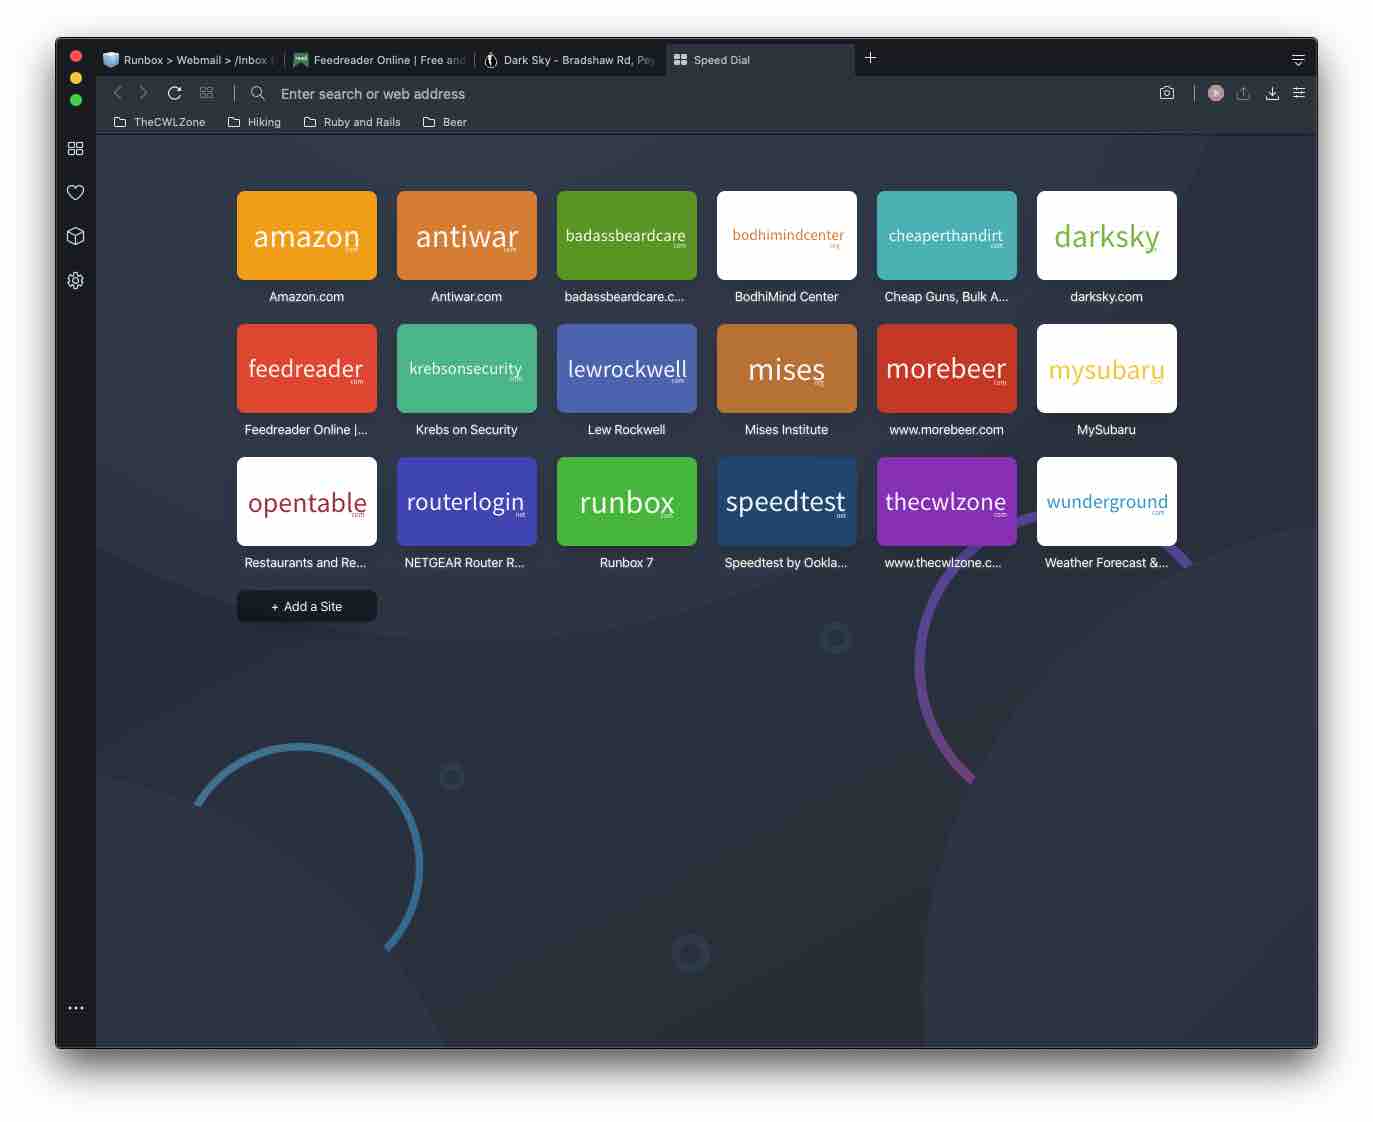 Runbox > Webmail > /Inbox
Feedreader Online | Free and
Dark Sky - Bradshaw Rd, Pey
Speed Dial
Enter search or web address
TheCWLZone
Hiking
Ruby and Rails
Beer
amazon
com
antiwar
com
badassbeardcare
com
bodhimindcenter
org
cheaperthandirt
com
darksky
Amazon.com
Antiwar.com
badassbeardcare.c...
BodhiMind Center
Cheap Guns, Bulk A...
darksky.com
feedreader
com
krebsonsecurity
com
lewrockwell
com
mises
org
morebeer
com
mysubaru
com
Feedreader Online |...
Krebs on Security
Lew Rockwell
Mises Institute
www.morebeer.com
MySubaru
opentable
com
routerlogin
net
runbox
com
speedtest
net
thecwlzone
com
wunderground
com
Restaurants and Re...
NETGEAR Router R...
Runbox 7
Speedtest by Ookla...
www.thecwlzone.c...
Weather Forecast &...
+ Add a Site